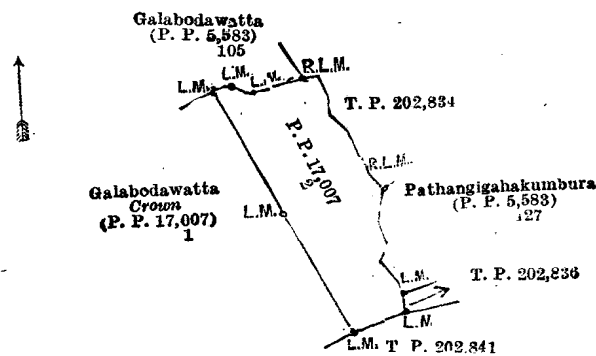 Galabodawatta
(P. P. 5,583)
105
L.M.
L.M.
L.M.
R.L.M.
T. P. 202,834
P. P. 17,007
2
R.L.M.
Galabodawatta
Crown
(P. P. 17,007)
1
L.M.
Pathangigahakumbura
(P. P. 5,583)
127
L.M.
T. P. 202,836
L.M.
L.M.
T P. 202,841